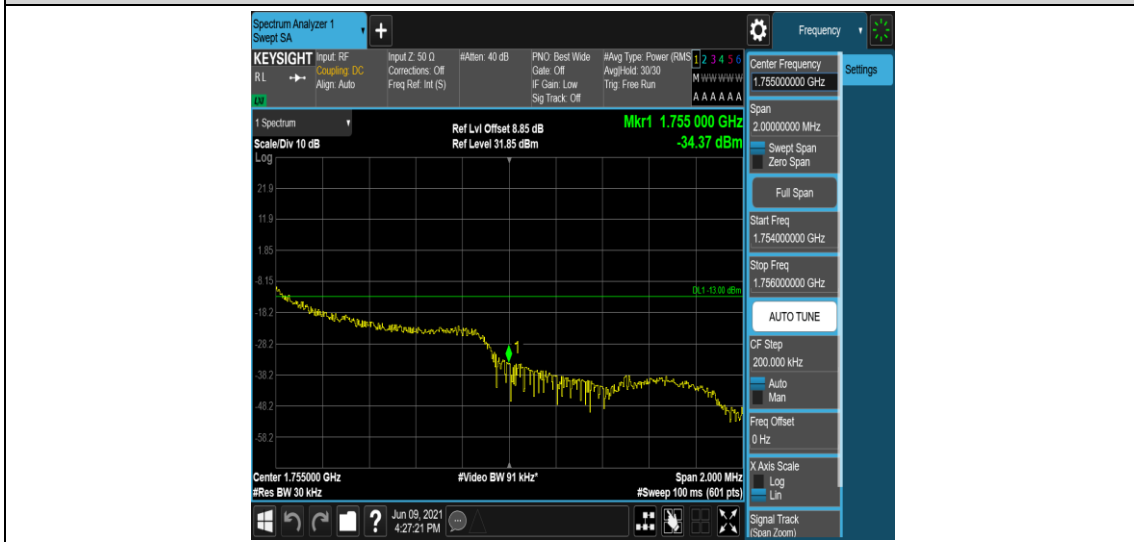 Spectrum Analyzer 1
Swept SA
+
Frequency
KEYSIGHT
RL
Input: RF
Coupling: DC
Align: Auto
Input Z: 50 Ω
Corrections: Off
Freq Ref: Int (S)
#Atten: 40 dB
PNO: Best Wide
Gate: Off
IF Gain: Low
Sig Track: Off
#Avg Type: Power (RMS
Avg|Hold: 30/30
Trig: Free Run
1 2 3 4 5 6
M W W W W W
A A A A A A
LXI
1 Spectrum
Scale/Div 10 dB
Log
Ref Lvl Offset 8.85 dB
Ref Level 31.85 dBm
Mkr1 1.755 000 GHz
-34.37 dBm
21.9
11.9
1.85
-8.15
-18.2
-28.2
-38.2
-48.2
-58.2
DL1 -13.00 dBm
1
Center 1.755000 GHz
#Res BW 30 kHz
#Video BW 91 kHz*
Span 2.000 MHz
#Sweep 100 ms (601 pts)
?
Jun 09, 2021
4:27:21 PM
Center Frequency
1.755000000 GHz
Settings
Span
2.00000000 MHz
Swept Span
Zero Span
Full Span
Start Freq
1.754000000 GHz
Stop Freq
1.756000000 GHz
AUTO TUNE
CF Step
200.000 kHz
Auto
Man
Freq Offset
0 Hz
X Axis Scale
Log
Lin
Signal Track
(Span Zoom)